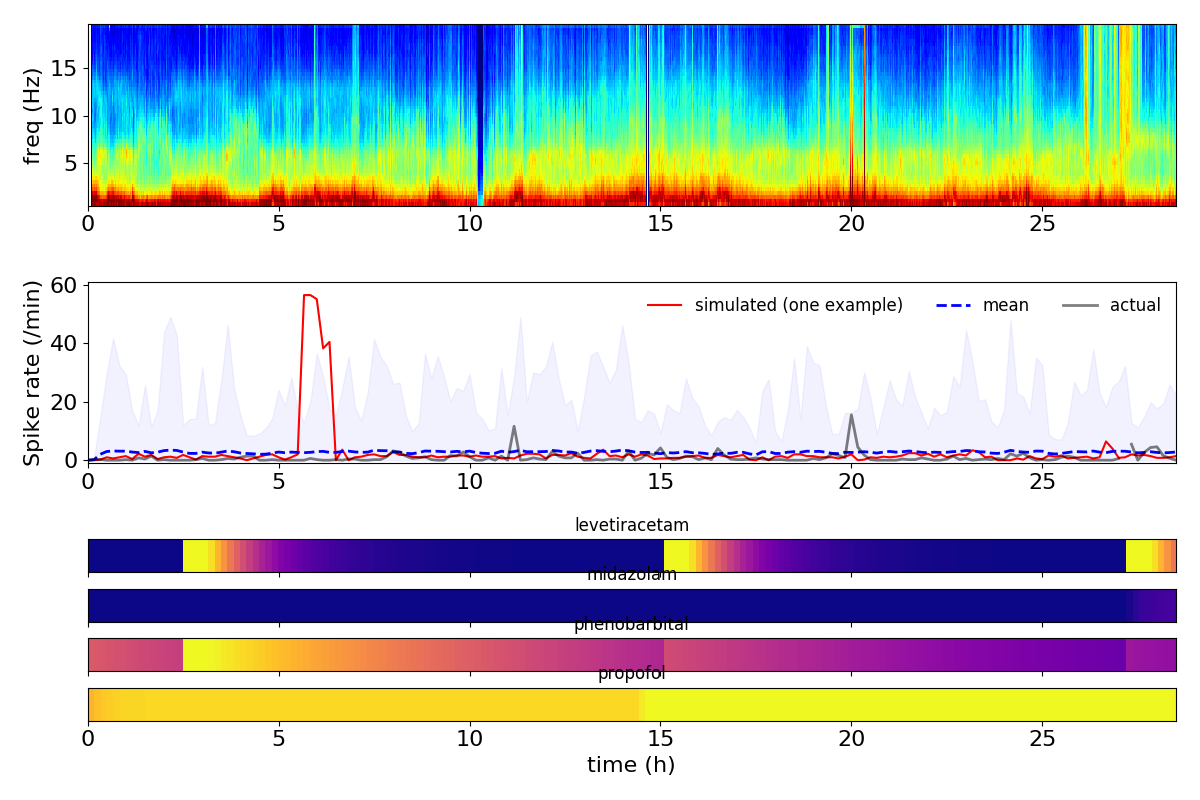 freq (Hz)
15
10
5
0 5 10 15 20 25
Spike rate (/min)
60
40
20
0
simulated (one example) mean actual
0 5 10 15 20 25
levetiracetam
midazolam
phenobarbital
propofol
0 5 10 15 20 25
time (h)